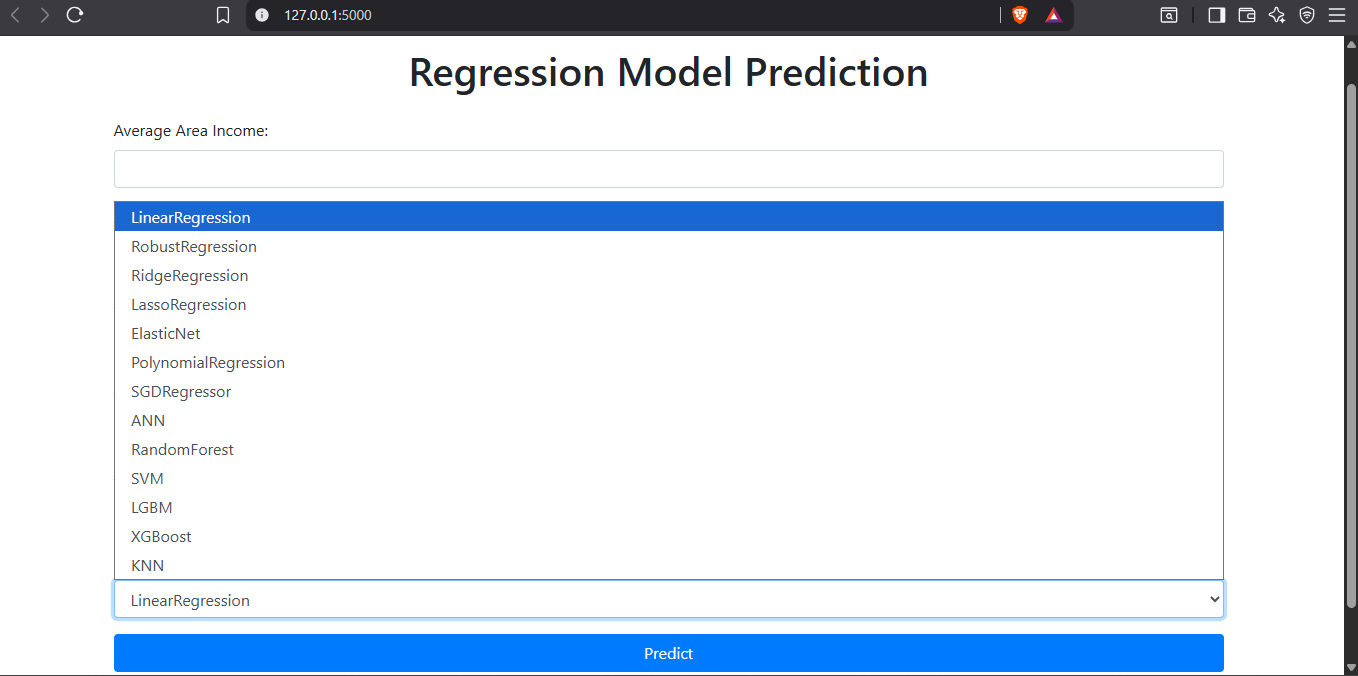 127.0.0.1:5000
Regression Model Prediction
Average Area Income:
LinearRegression
RobustRegression
RidgeRegression
LassoRegression
ElasticNet
PolynomialRegression
SGDRegressor
ANN
RandomForest
SVM
LGBM
XGBoost
KNN
LinearRegression
Predict